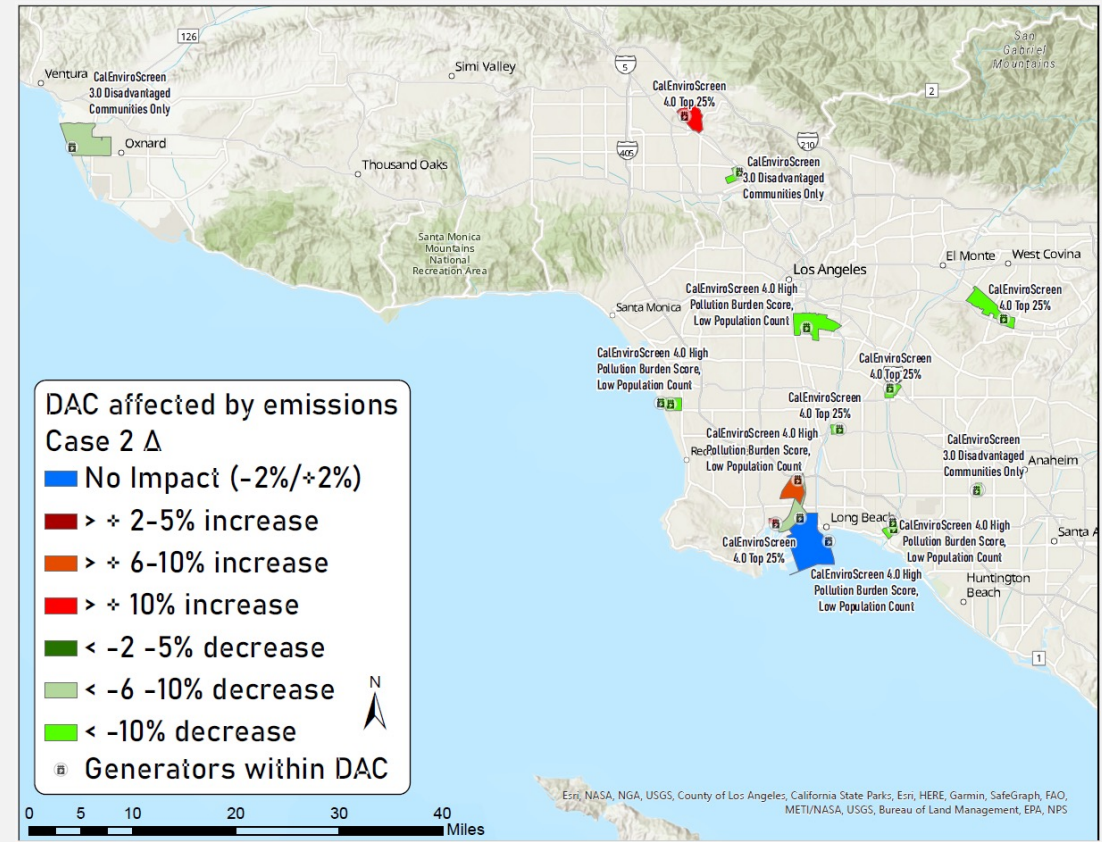 126
Ventura
CalEnviroScreen
3.0 Disadvantaged
Communities Only
Oxnard
Simi Valley
Thousand Oaks
5
405
CalEnviroScreen
4.0 Top 25%
2
San
Gabriel
Mountains
210
CalEnviroScreen
3.0 Disadvantaged
Communities Only
Santa Monica
Mountains
National
Recreation Area
El Monte
West Covina
Los Angeles
CalEnviroScreen 4.0 High
Pollution Burden Score,
Low Population Count
CalEnviroScreen
4.0 Top 25%
Santa Monica
CalEnviroScreen 4.0 High
Pollution Burden Score,
Low Population Count
CalEnviroScreen
4.0 Top 25%
CalEnviroScreen
4.0 Top 25%
CalEnviroScreen 4.0 High
Pollution Burden Score,
Low Population Count
CalEnviroScreen
3.0 Disadvantaged
Communities Only
Anaheim
Long Beach
CalEnviroScreen 4.0 High
Pollution Burden Score,
Low Population Count
CalEnviroScreen
4.0 Top 25%
Santa A
CalEnviroScreen 4.0 High
Pollution Burden Score,
Low Population Count
Huntington
Beach
1
DAC affected by emissions
Case 2 Δ
No Impact (-2%/+2%)
> + 2-5% increase
> + 6-10% increase
> + 10% increase
< -2 -5% decrease
< -6 -10% decrease
< -10% decrease
Generators within DAC
N
0 5 10 20 30 40
Miles
Esri, NASA, NGA, USGS, County of Los Angeles, California State Parks, Esri, HERE, Garmin, SafeGraph, FAO,
METI/NASA, USGS, Bureau of Land Management, EPA, NPS